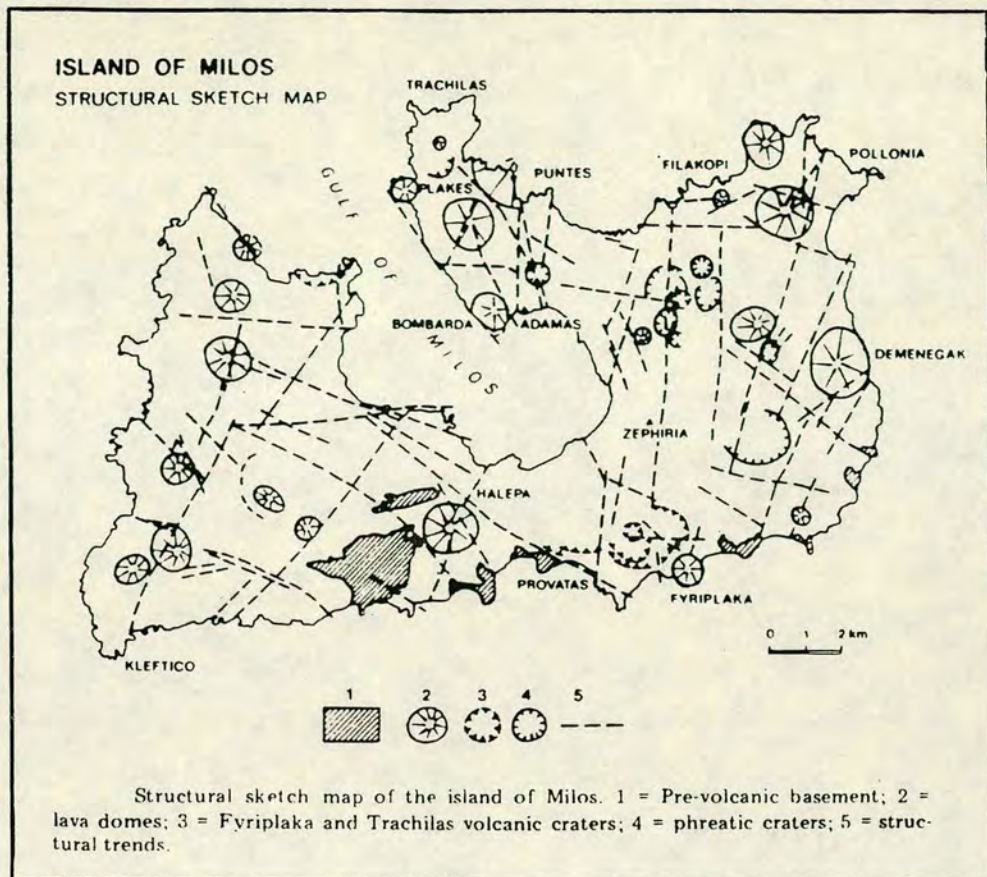 ISLAND OF MILOS
STRUCTURAL SKETCH MAP
TRACHILAS
GULF OF MILOS
PLAKES
PUNTES
FILAKOPI
POLLONIA
BOMBARDA
ADAMAS
DEMENEGAK
ZEPHIRIA
HALEPA
PROVATAS
FYRIPLAKA
KLEFTICO
0 1 2 km
1 2 3 4 5
Structural sketch map of the island of Milos. 1 = Pre-volcanic basement; 2 =
lava domes; 3 = Fyriplaka and Trachilas volcanic craters; 4 = phreatic craters; 5 = struc-
tural trends.